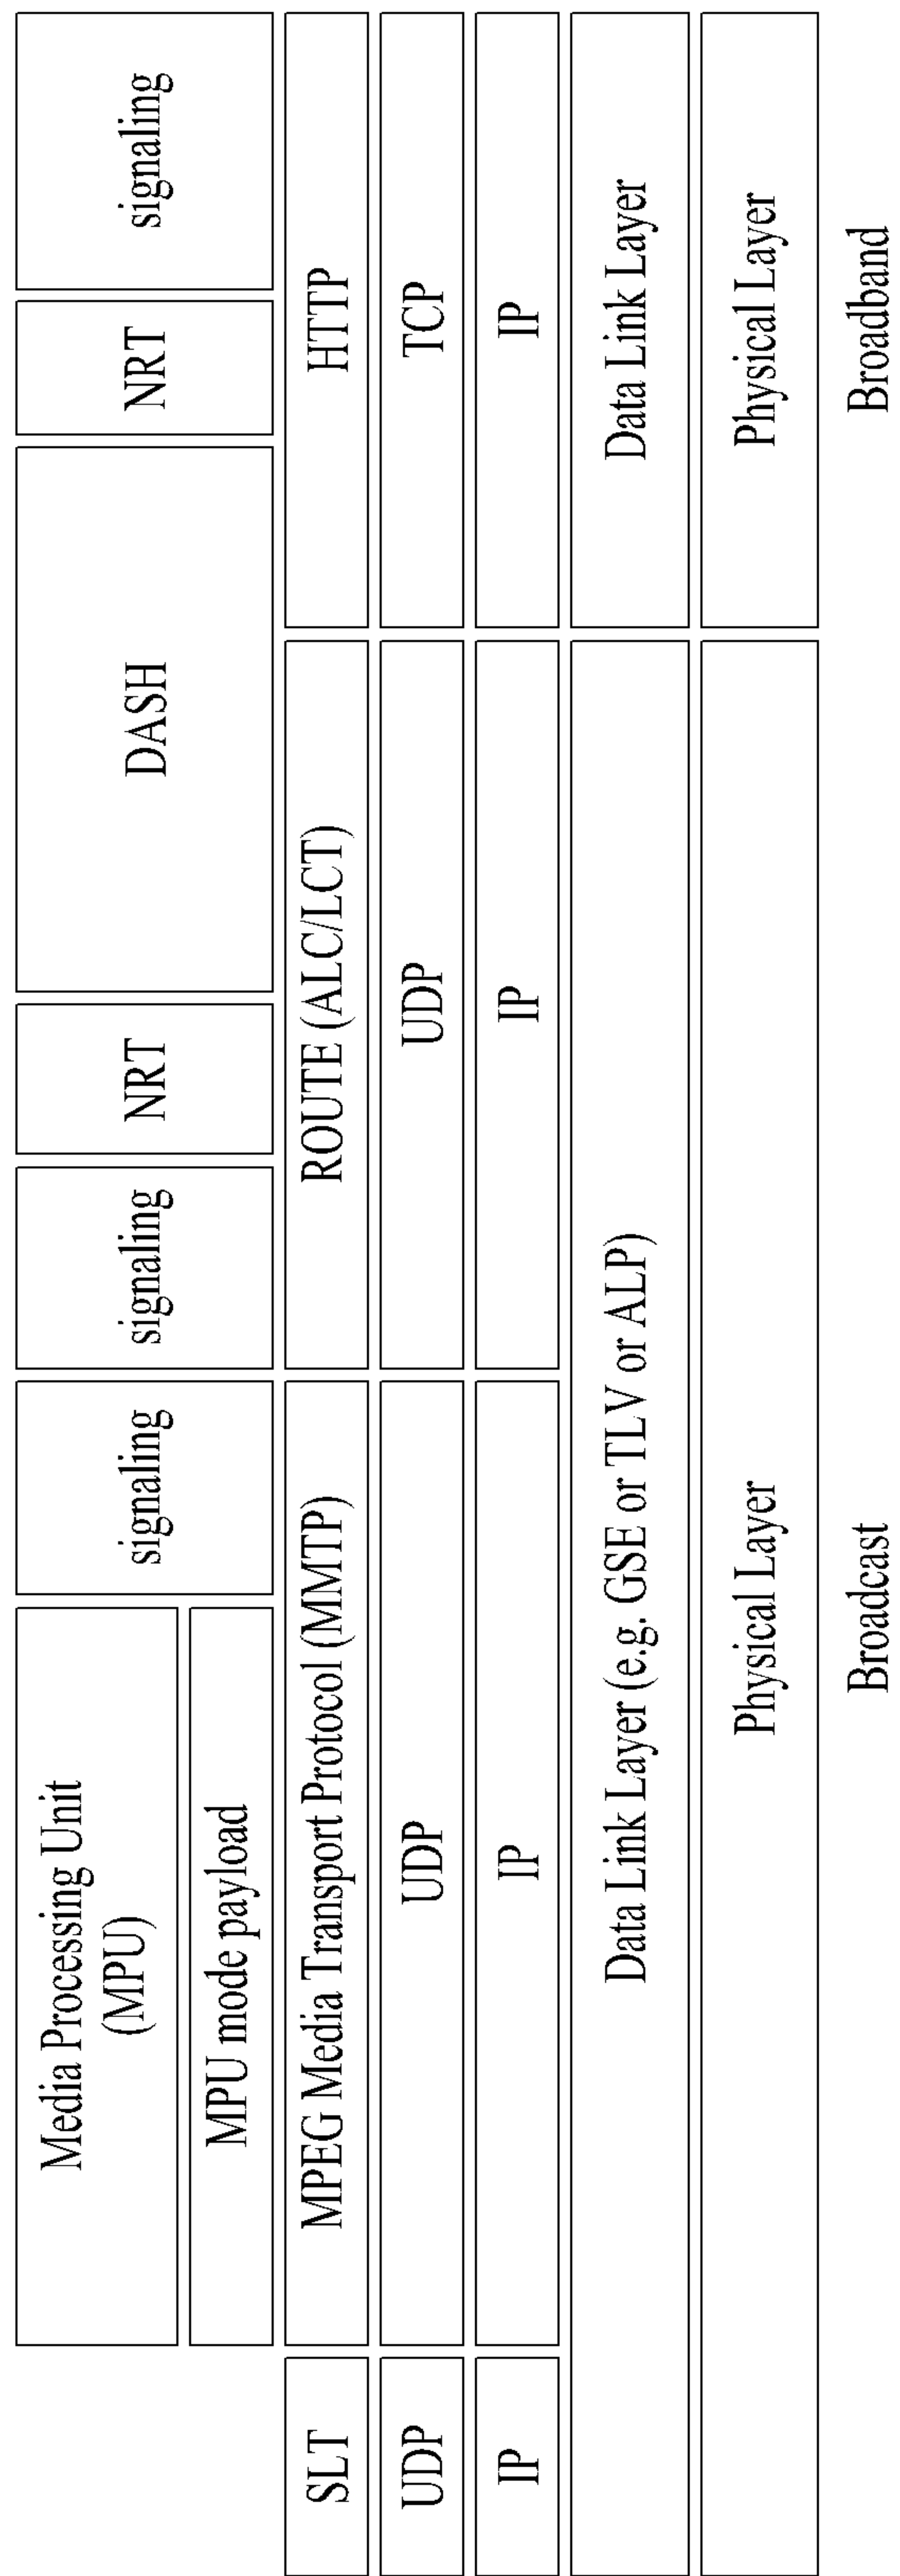 Media Processing Unit
(MPU)
signaling
signaling
NRT
DASH
NRT
signaling
MPU mode payload
SLT
MPEG Media Transport Protocol (MMTP)
ROUTE (ALC/LCT)
HTTP
UDP
UDP
UDP
TCP
IP
IP
IP
IP
Data Link Layer (e.g. GSE or TLV or ALP)
Data Link Layer
Physical Layer
Physical Layer
Broadcast
Broadband